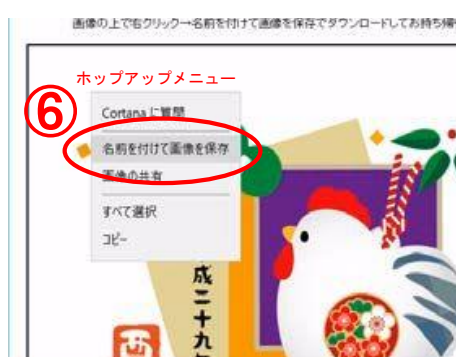 画像の上で右クリック→名前を付けて画像を保存でダウンロードしてお持ち帰
ホップアップメニュー
⑥
Cortana に質問
名前を付けて画像を保存
画像の共有
すべて選択
コピー
成二十九年
酉